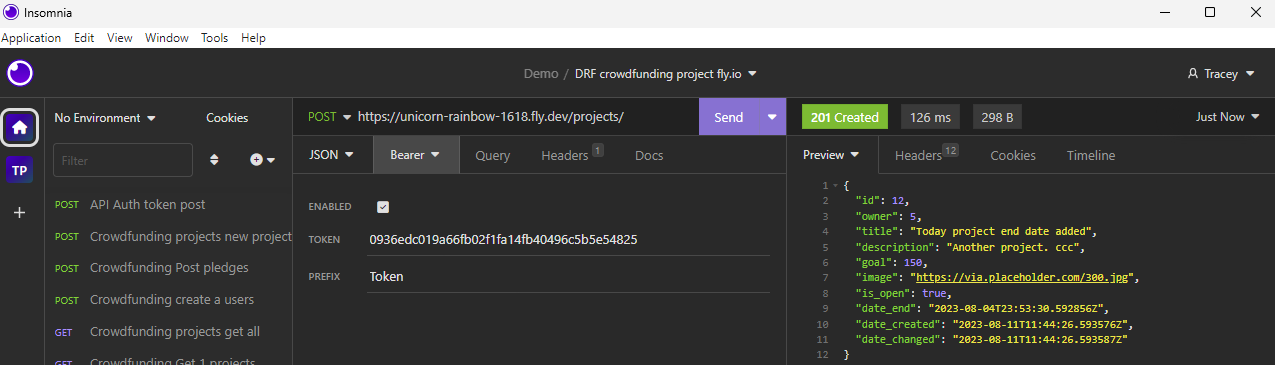 Insomnia
Application Edit View Window Tools Help
Demo / DRF crowdfunding project fly.io
Tracey
No Environment Cookies
POST https://unicorn-rainbow-1618.fly.dev/projects/ Send
201 Created 126 ms 298 B Just Now
Filter
JSON Bearer Query Headers 1 Docs
Preview Headers 12 Cookies Timeline
TP
POST API Auth token post
POST Crowdfunding projects new project
POST Crowdfunding Post pledges
POST Crowdfunding create a users
GET Crowdfunding projects get all
GET Crowdfunding Get 1 projects
ENABLED
TOKEN 0936edc019a66fb02f1fa14fb40496c5b5e54825
PREFIX Token
1 {
2 "id": 12,
3 "owner": 5,
4 "title": "Today project end date added",
5 "description": "Another project. ccc",
6 "goal": 150,
7 "image": "https://via.placeholder.com/300.jpg",
8 "is_open": true,
9 "date_end": "2023-08-04T23:53:30.592856Z",
10 "date_created": "2023-08-11T11:44:26.593576Z",
11 "date_changed": "2023-08-11T11:44:26.593587Z"
12 }